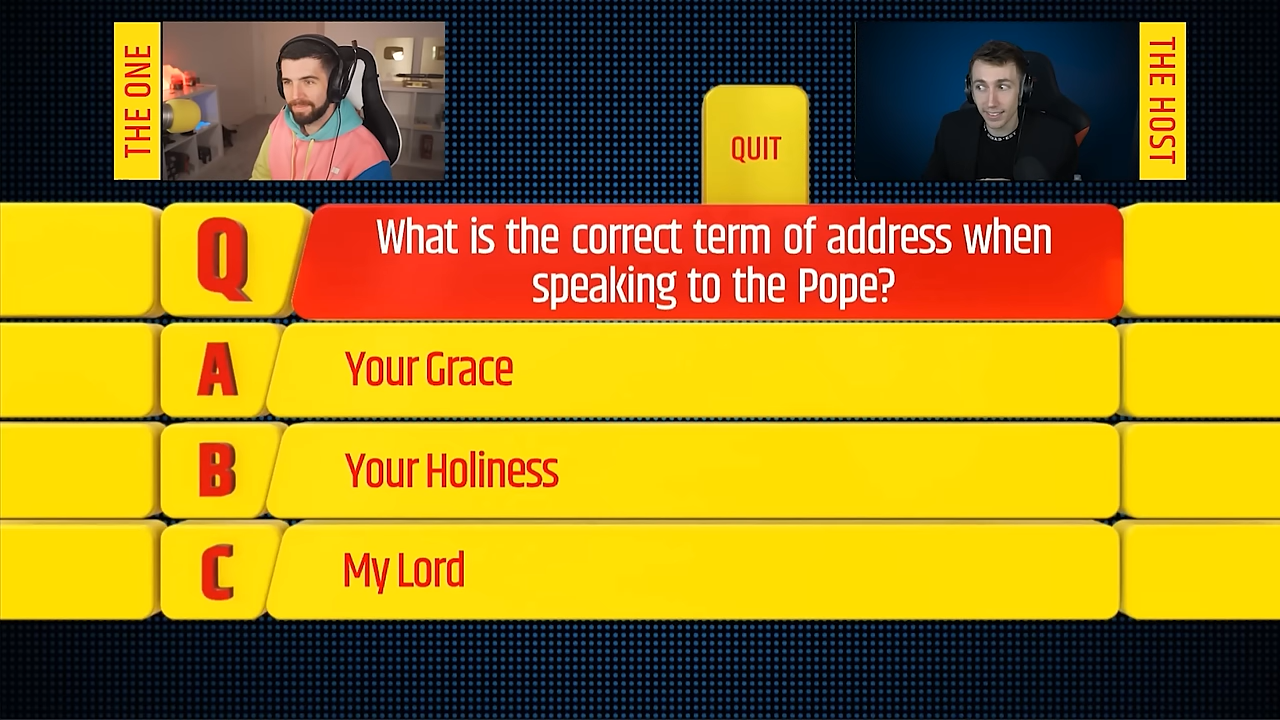 THE ONE
THE HOST
QUIT
Q
What is the correct term of address when
speaking to the Pope?
A
Your Grace
B
Your Holiness
C
My Lord